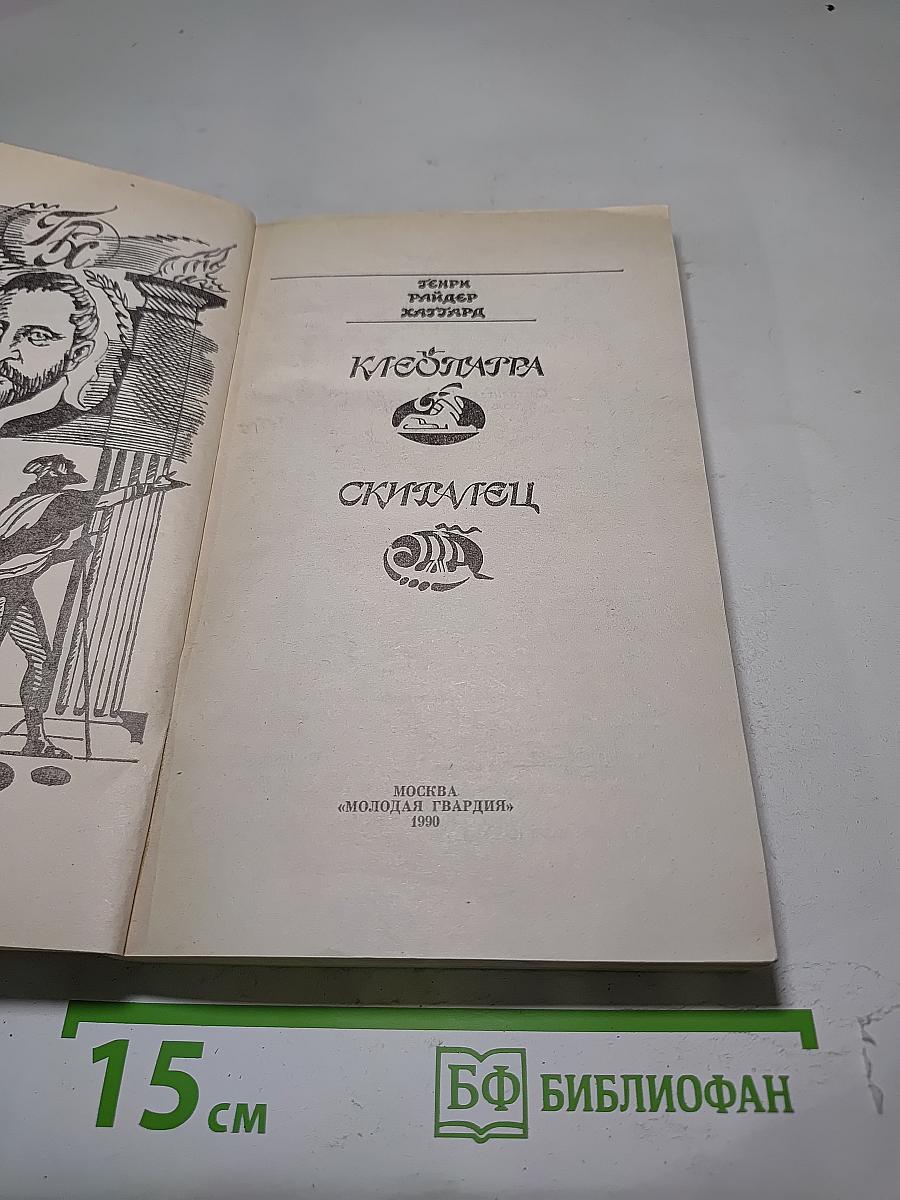 ГЕНРИ
РАЙДЕР
ХАГГАРД
КЛЕОПАТРА
СКИТАЛЕЦ
МОСКВА
«МОЛОДАЯ ГВАРДИЯ»
1990
15 см
БФ БИБЛИОФАН